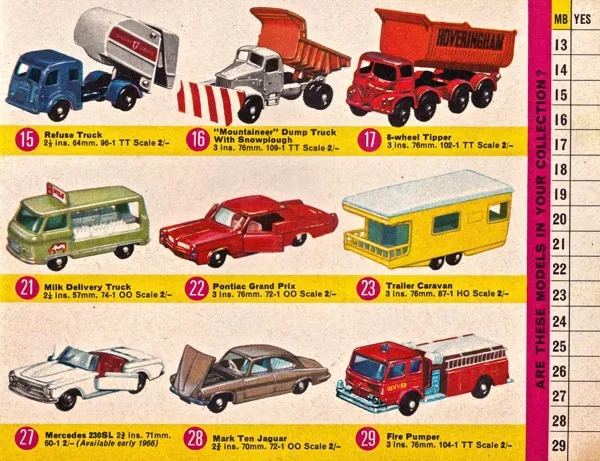 HOVERINGHAM
15 Refuse Truck
2¼ ins. 64mm. 96-1 TT Scale 2/–
16 "Mountaineer" Dump Truck
With Snowplough
3 ins. 76mm. 109-1 TT Scale 2/–
17 8-wheel Tipper
3 ins. 76mm. 102-1 TT Scale 2/–
MILK
21 Milk Delivery Truck
2¼ ins. 57mm. 74-1 OO Scale 2/–
22 Pontiac Grand Prix
3 ins. 76mm. 72-1 OO Scale 2/–
23 Trailer Caravan
3 ins. 76mm. 87-1 HO Scale 2/–
DENVER
27 Mercedes 230SL 2¾ ins. 71mm.
60-1 2/– (Available early 1966)
28 Mark Ten Jaguar
2¾ ins. 70mm. 72-1 OO Scale 2/–
29 Fire Pumper
3 ins. 76mm. 104-1 TT Scale 2/–
ARE THESE MODELS IN YOUR COLLECTION?
MB YES
13
14
15
16
17
18
19
20
21
22
23
24
25
26
27
28
29